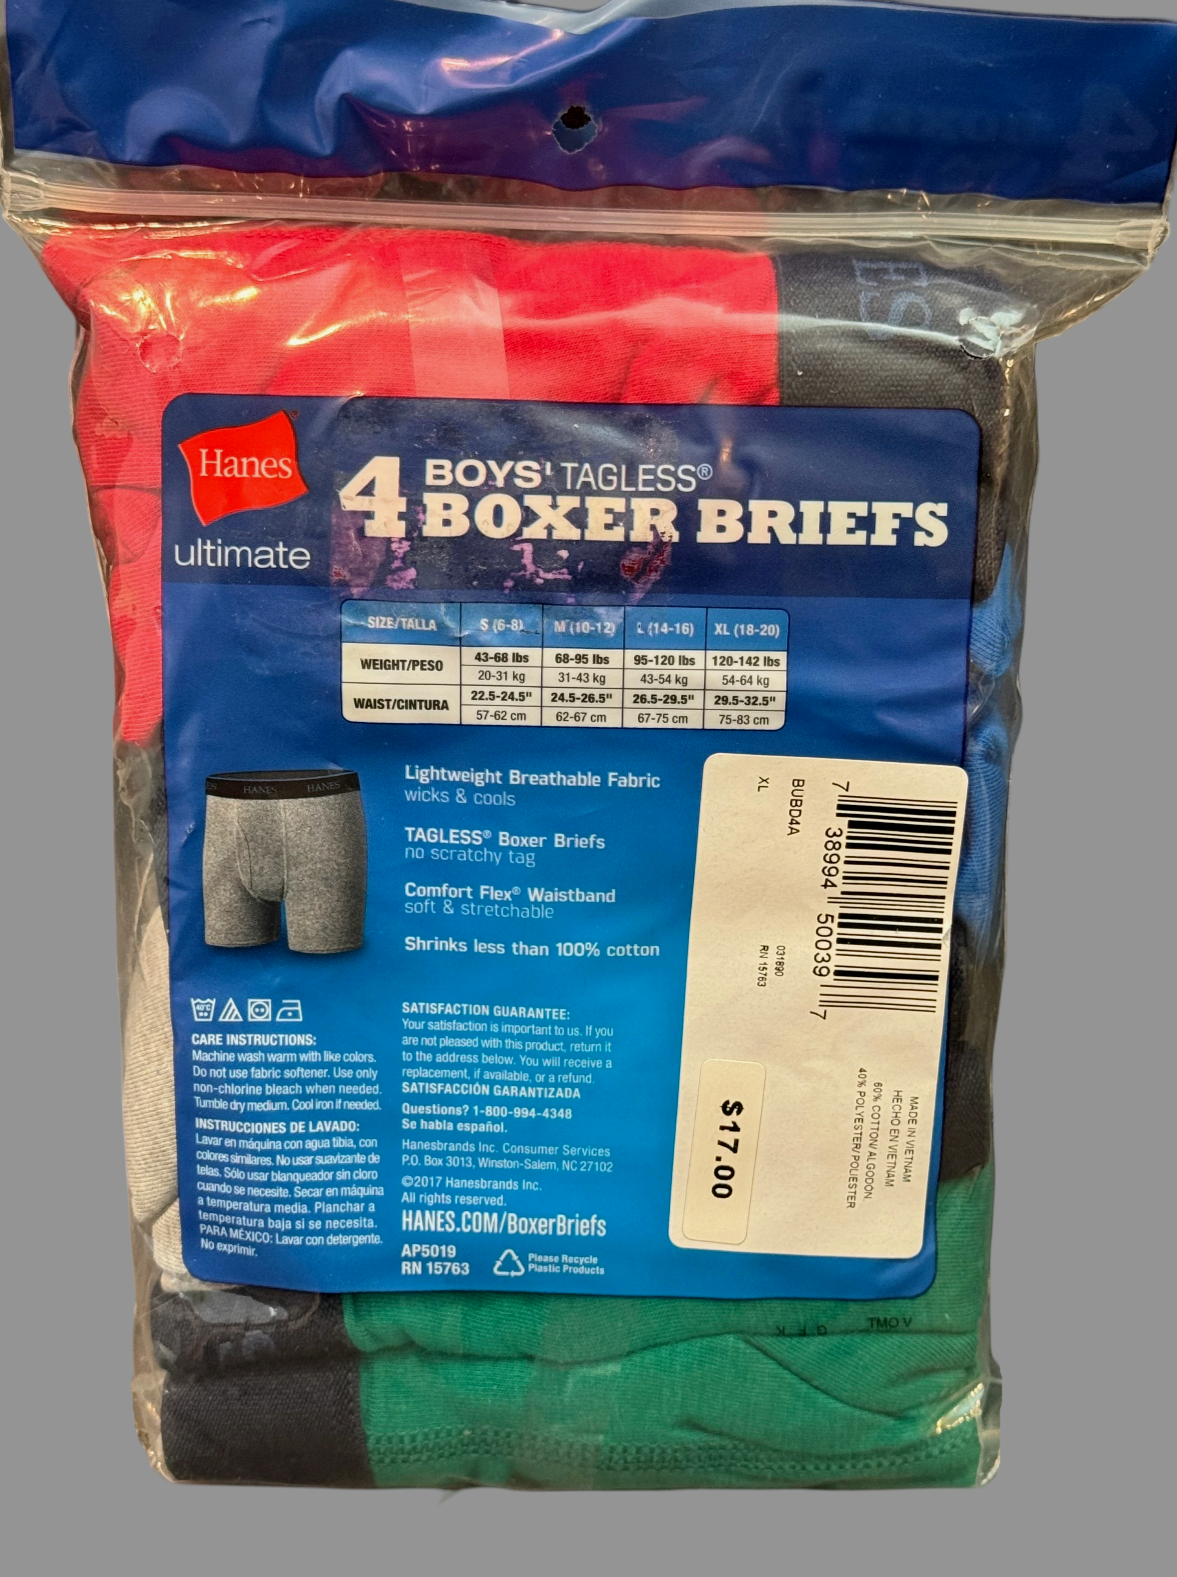 ES
Hanes
ultimate
4 BOYS' TAGLESS®
BOXER BRIEFS
SIZE/TALLA S (6-8) M (10-12) L (14-16) XL (18-20)
WEIGHT/PESO 43-68 lbs 68-95 lbs 95-120 lbs 120-142 lbs
20-31 kg 31-43 kg 43-54 kg 54-64 kg
WAIST/CINTURA 22.5-24.5" 24.5-26.5" 26.5-29.5" 29.5-32.5"
57-62 cm 62-67 cm 67-75 cm 75-83 cm
HANES HANES
Lightweight Breathable Fabric
wicks & cools
TAGLESS® Boxer Briefs
no scratchy tag
Comfort Flex® Waistband
soft & stretchable
Shrinks less than 100% cotton
40°C
CARE INSTRUCTIONS:
Machine wash warm with like colors.
Do not use fabric softener. Use only
non-chlorine bleach when needed.
Tumble dry medium. Cool iron if needed.
INSTRUCCIONES DE LAVADO:
Lavar en máquina con agua tibia, con
colores similares. No usar suavizante de
telas. Sólo usar blanqueador sin cloro
cuando se necesite. Secar en máquina
a temperatura media. Planchar a
temperatura baja si se necesita.
PARA MÉXICO: Lavar con detergente.
No exprimir.
SATISFACTION GUARANTEE:
Your satisfaction is important to us. If you
are not pleased with this product, return it
to the address below. You will receive a
replacement, if available, or a refund.
SATISFACCIÓN GARANTIZADA
Questions? 1-800-994-4348
Se habla español.
Hanesbrands Inc. Consumer Services
P.O. Box 3013, Winston-Salem, NC 27102
©2017 Hanesbrands Inc.
All rights reserved.
HANES.COM/BoxerBriefs
AP5019
RN 15763
Please Recycle
Plastic Products
7 38994 50039 7
BUBD4A
XL
031890
RN 15763
MADE IN VIETNAM
HECHO EN VIETNAM
60% COTTON/ALGODÓN
40% POLYESTER/POLIESTER
$17.00